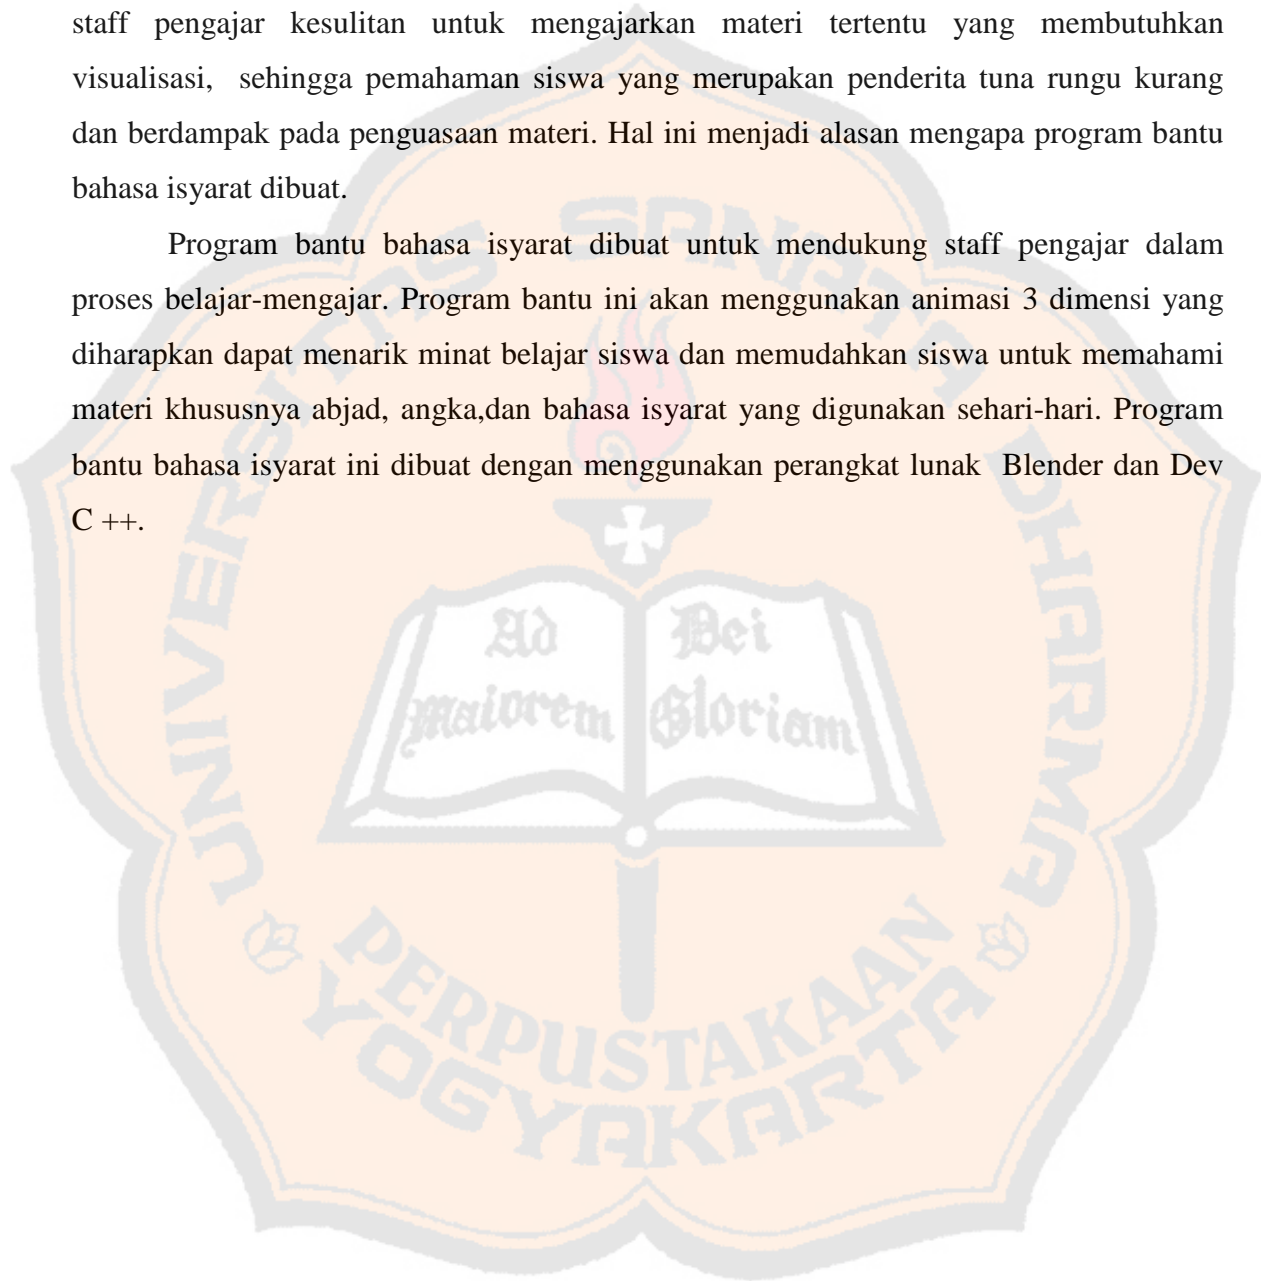 staff pengajar kesulitan untuk mengajarkan materi tertentu yang membutuhkan
visualisasi, sehingga pemahaman siswa yang merupakan penderita tuna rungu kurang
dan berdampak pada penguasaan materi. Hal ini menjadi alasan mengapa program bantu
bahasa isyarat dibuat.
Program bantu bahasa isyarat dibuat untuk mendukung staff pengajar dalam
proses belajar-mengajar. Program bantu ini akan menggunakan animasi 3 dimensi yang
diharapkan dapat menarik minat belajar siswa dan memudahkan siswa untuk memahami
materi khususnya abjad, angka,dan bahasa isyarat yang digunakan sehari-hari. Program
bantu bahasa isyarat ini dibuat dengan menggunakan perangkat lunak Blender dan Dev
C ++.
UNIVERSITAS SANATA DHARMA
Ad Dei
Maiorem Gloriam
PERPUSTAKAAN
YOGYAKARTA